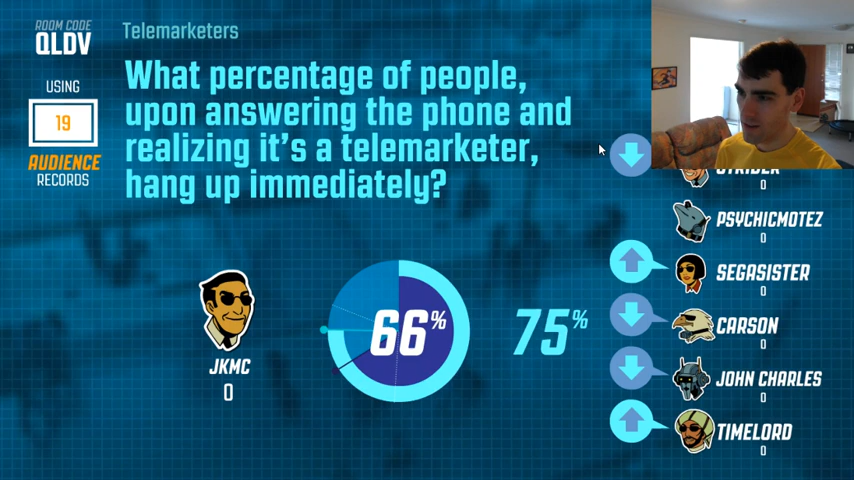 ROOM CODE
QLDV
Telemarketers
What percentage of people,
upon answering the phone and
realizing it's a telemarketer,
hang up immediately?
USING
19
AUDIENCE
RECORDS
JKMC
0
66%
75%
0
PSYCHICMOTEZ
0
SEGASISTER
0
CARSON
0
JOHN CHARLES
0
TIMELORD
0